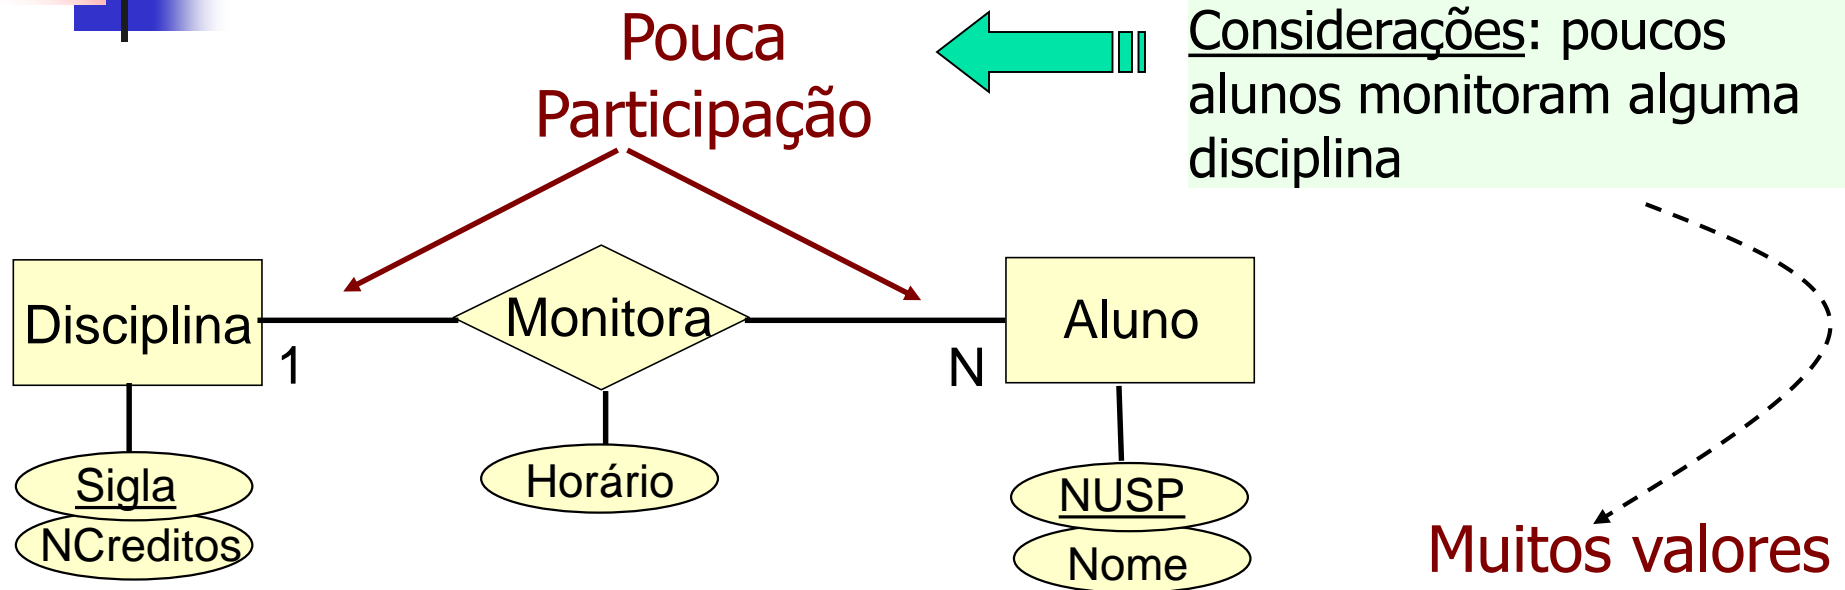 Pouca
Participação
Considerações: poucos
alunos monitoram alguma
disciplina
Disciplina
1
Monitora
N
Aluno
Sigla
NCreditos
Horário
NUSP
Nome
Muitos valores